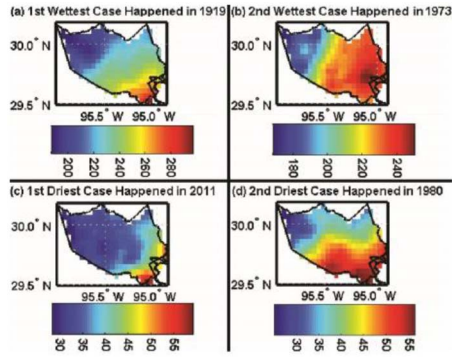 (a) 1st Wettest Case Happened in 1919
30.0° N
29.5° N
95.5° W 95.0° W
200 220 240 260 280
(b) 2nd Wettest Case Happened in 1973
30.0° N
29.5° N
95.5° W 95.0° W
180 200 220 240
(c) 1st Driest Case Happened in 2011
30.0° N
29.5° N
95.5° W 95.0° W
30 35 40 45 50 55
(d) 2nd Driest Case Happened in 1980
30.0° N
29.5° N
95.5° W 95.0° W
30 35 40 45 50 55